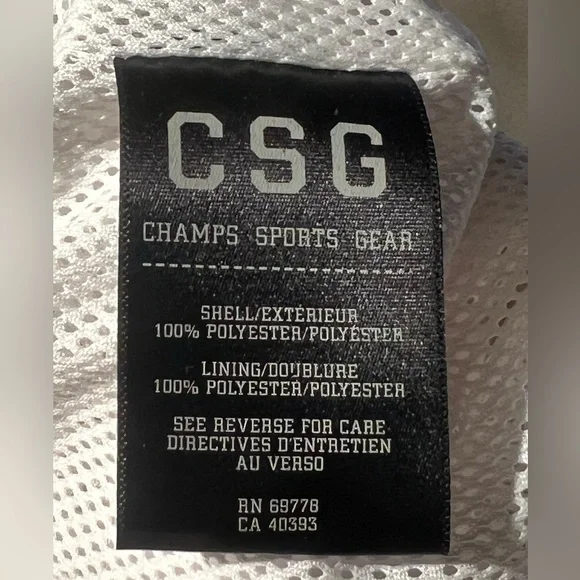 CSG
CHAMPS SPORTS GEAR
SHELL/EXTÉRIEUR
100% POLYESTER/POLYESTER
LINING/DOUBLURE
100% POLYESTER/POLYESTER
SEE REVERSE FOR CARE
DIRECTIVES D'ENTRETIEN
AU VERSO
RN 69778
CA 40393